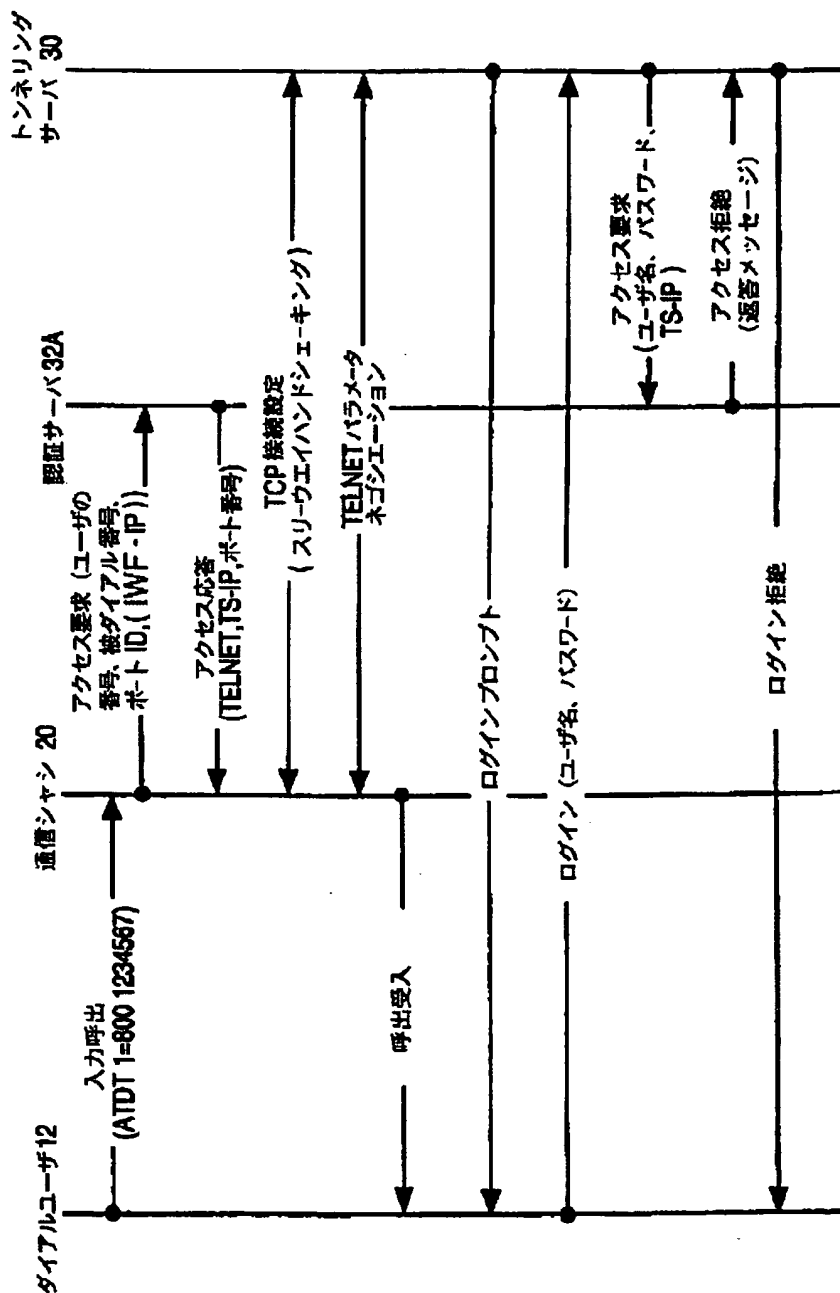 ダイアルユーザ12
通信シャシ 20
認証サーバ32A
トンネリング
サーバ 30
入力呼出
(ATDT 1=800 1234567)
アクセス要求 (ユーザの
番号、被ダイアル番号、
ポート ID,( IWF - IP))
アクセス応答
(TELNET,TS-IP,ポート番号)
TCP 接続設定
( スリーウエイハンドシェーキング)
TELNET パラメータ
ネゴシエーション
呼出受入
ログインプロンプト
ログイン (ユーザ名、パスワード)
アクセス要求
(ユーザ名、パスワード、
TS-IP )
アクセス拒絶
(返答メッセージ)
ログイン拒絶